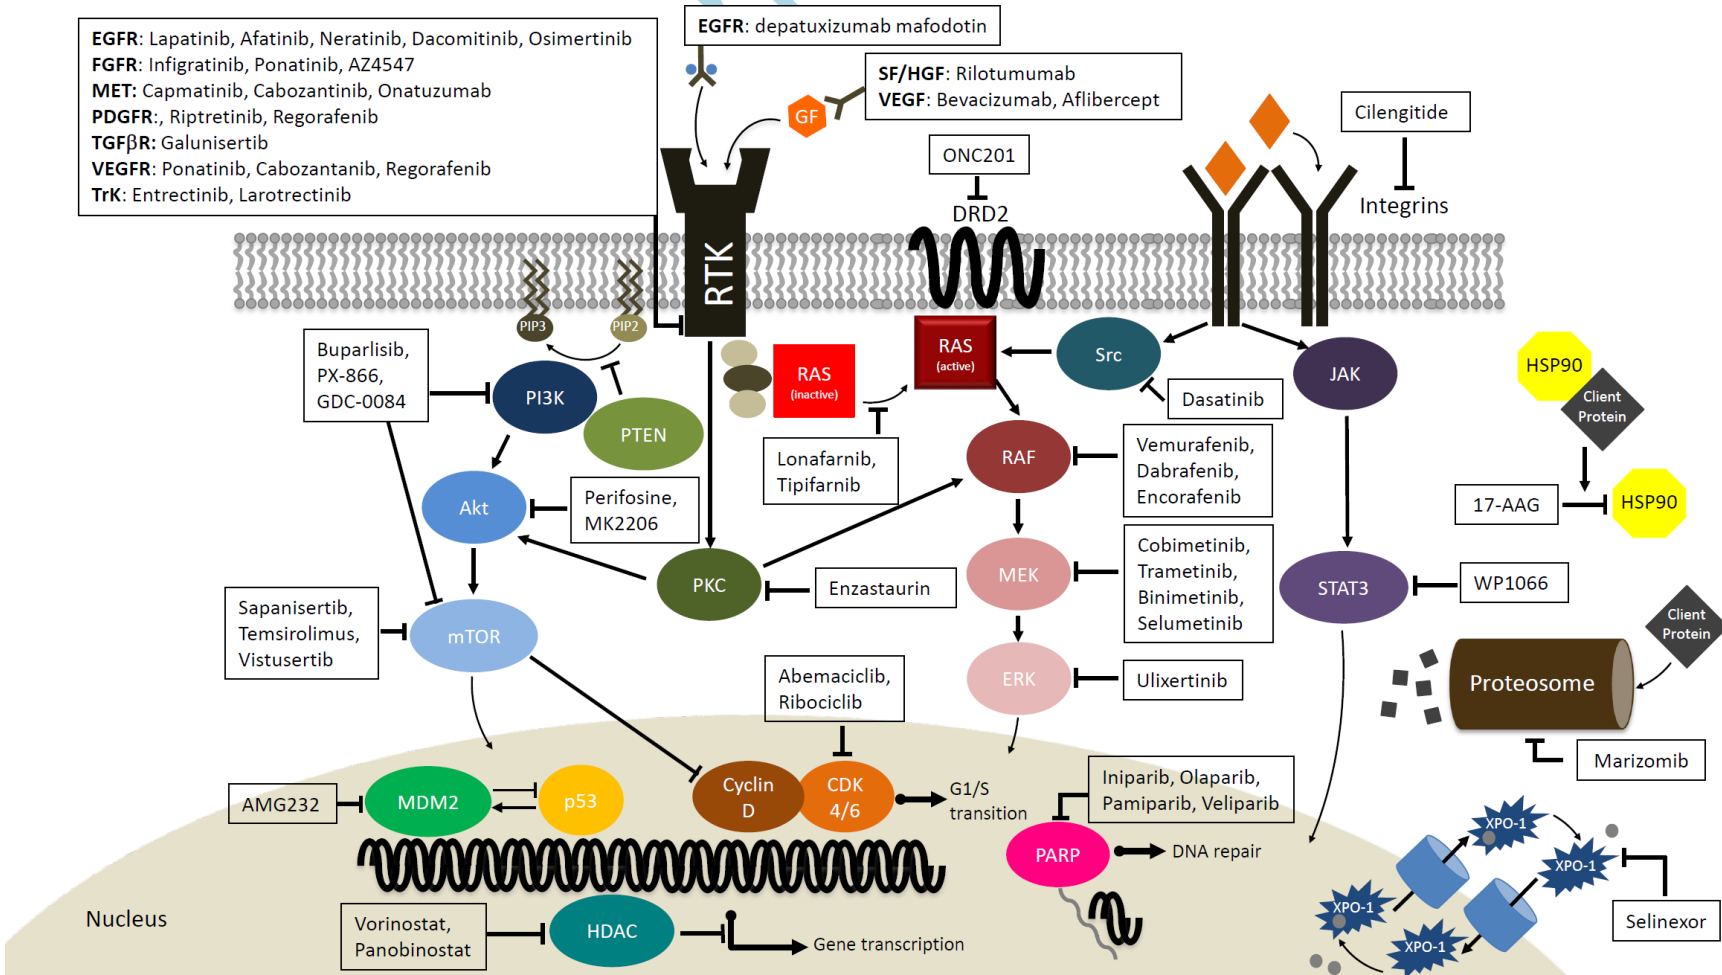 EGFR: Lapatinib, Afatinib, Neratinib, Dacomitinib, Osimertinib
FGFR: Infigratinib, Ponatinib, AZ4547
MET: Capmatinib, Cabozantinib, Onatuzumab
PDGFR:, Riptretinib, Regorafenib
TGFβR: Galunisertib
VEGFR: Ponatinib, Cabozantanib, Regorafenib
TrK: Entrectinib, Larotrectinib
EGFR: depatuxizumab mafodotin
GF
SF/HGF: Rilotumumab
VEGF: Bevacizumab, Aflibercept
ONC201
DRD2
Cilengitide
Integrins
RTK
PIP3
PIP2
Buparlisib,
PX-866,
GDC-0084
PI3K
PTEN
RAS
(inactive)
RAS
(active)
Src
JAK
Dasatinib
HSP90
Client
Protein
Lonafarnib,
Tipifarnib
RAF
Vemurafenib,
Dabrafenib,
Encorafenib
17-AAG
HSP90
Akt
Perifosine,
MK2206
PKC
Enzastaurin
MEK
Cobimetinib,
Trametinib,
Binimetinib,
Selumetinib
STAT3
WP1066
Sapanisertib,
Temsirolimus,
Vistusertib
mTOR
Abemaciclib,
Ribociclib
ERK
Ulixertinib
Client
Protein
Proteosome
Marizomib
AMG232
MDM2
p53
Cyclin
D
CDK
4/6
G1/S
transition
Iniparib, Olaparib,
Pamiparib, Veliparib
PARP
DNA repair
XPO-1
XPO-1
XPO-1
XPO-1
Selinexor
Nucleus
Vorinostat,
Panobinostat
HDAC
Gene transcription